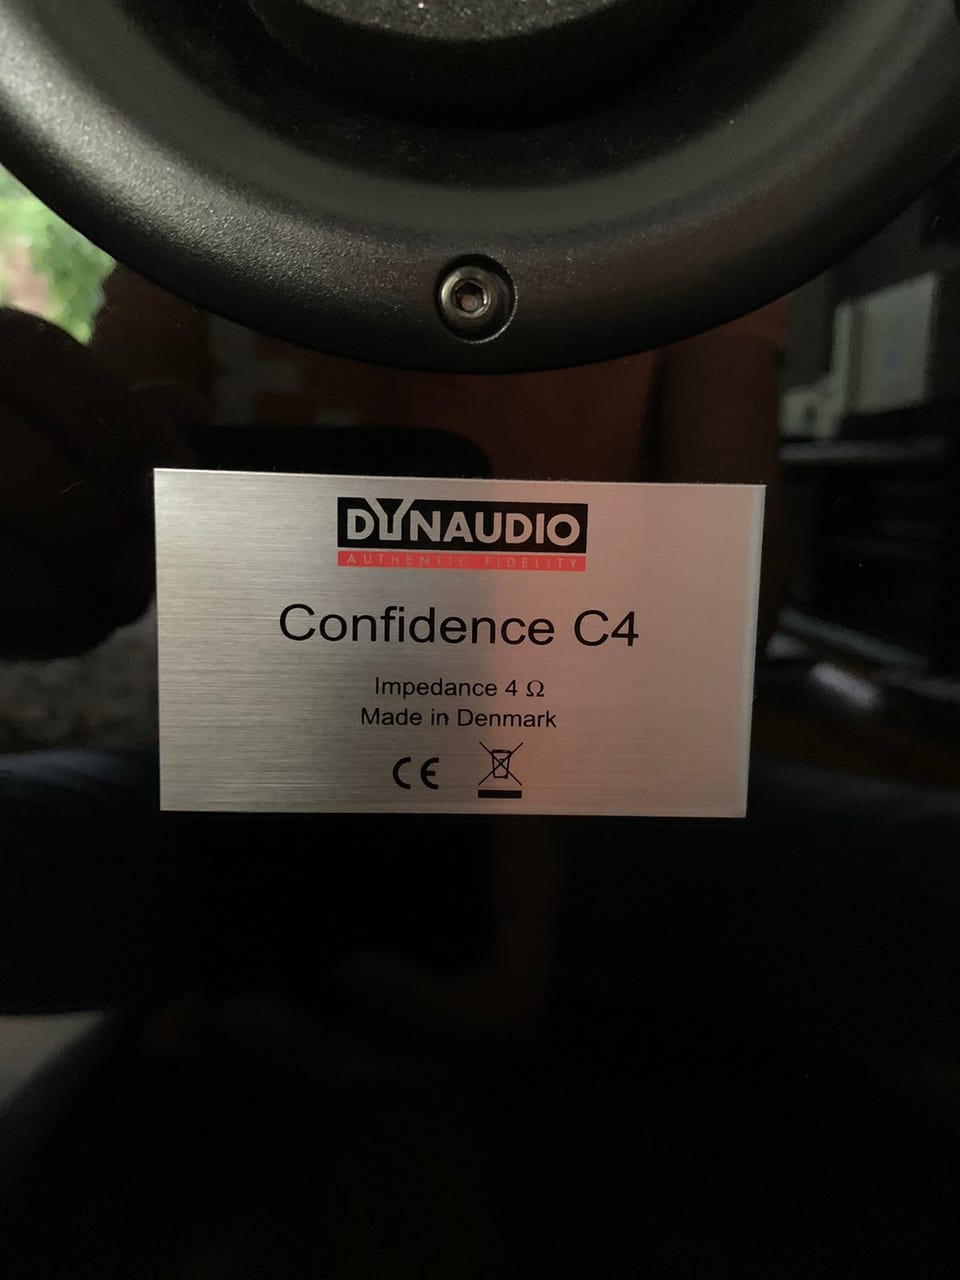 DYNAUDIO
AUTHENTIC FIDELITY
Confidence C4
Impedance 4 Ω
Made in Denmark
CE